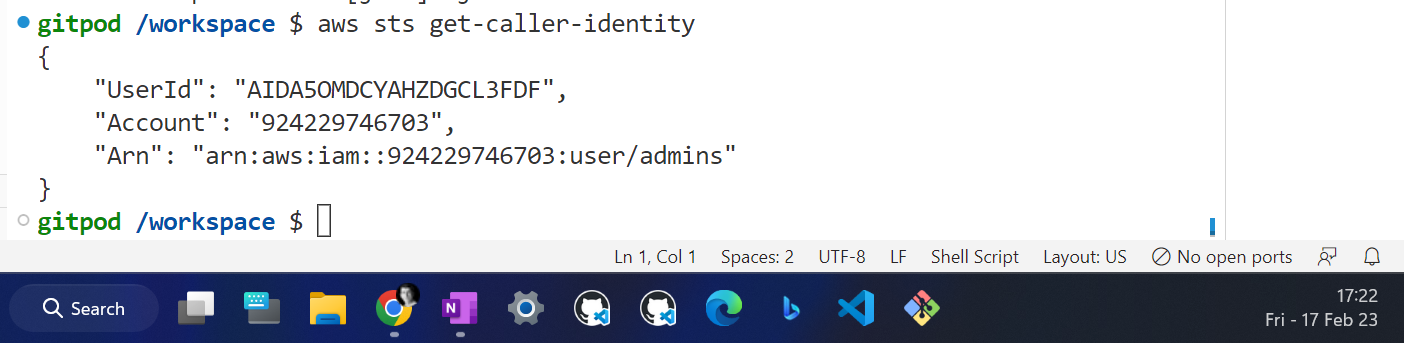 gitpod /workspace $ aws sts get-caller-identity
{
    "UserId": "AIDA5OMDCYAHZDGCL3FDF",
    "Account": "924229746703",
    "Arn": "arn:aws:iam::924229746703:user/admins"
}
gitpod /workspace $
Ln 1, Col 1 Spaces: 2 UTF-8 LF Shell Script Layout: US No open ports
Search
N
b
17:22
Fri - 17 Feb 23